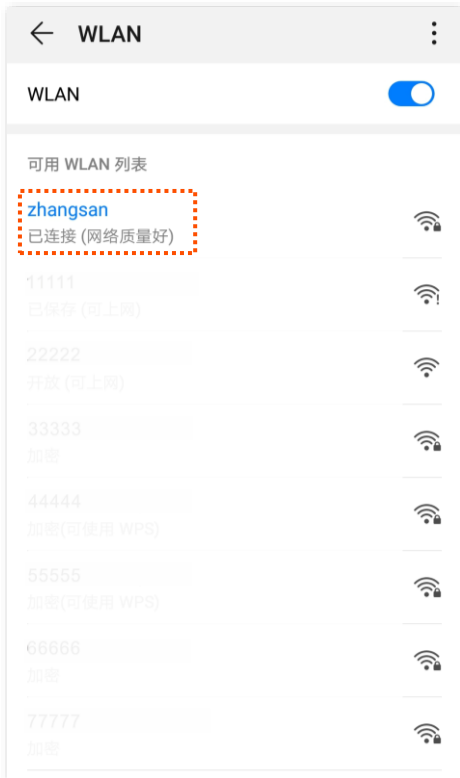 WLAN
WLAN
可用 WLAN 列表
zhangsan
已连接 (网络质量好)
11111
已保存 (可上网)
22222
开放 (可上网)
33333
加密
44444
加密(可使用 WPS)
55555
加密(可使用 WPS)
66666
加密
77777
加密